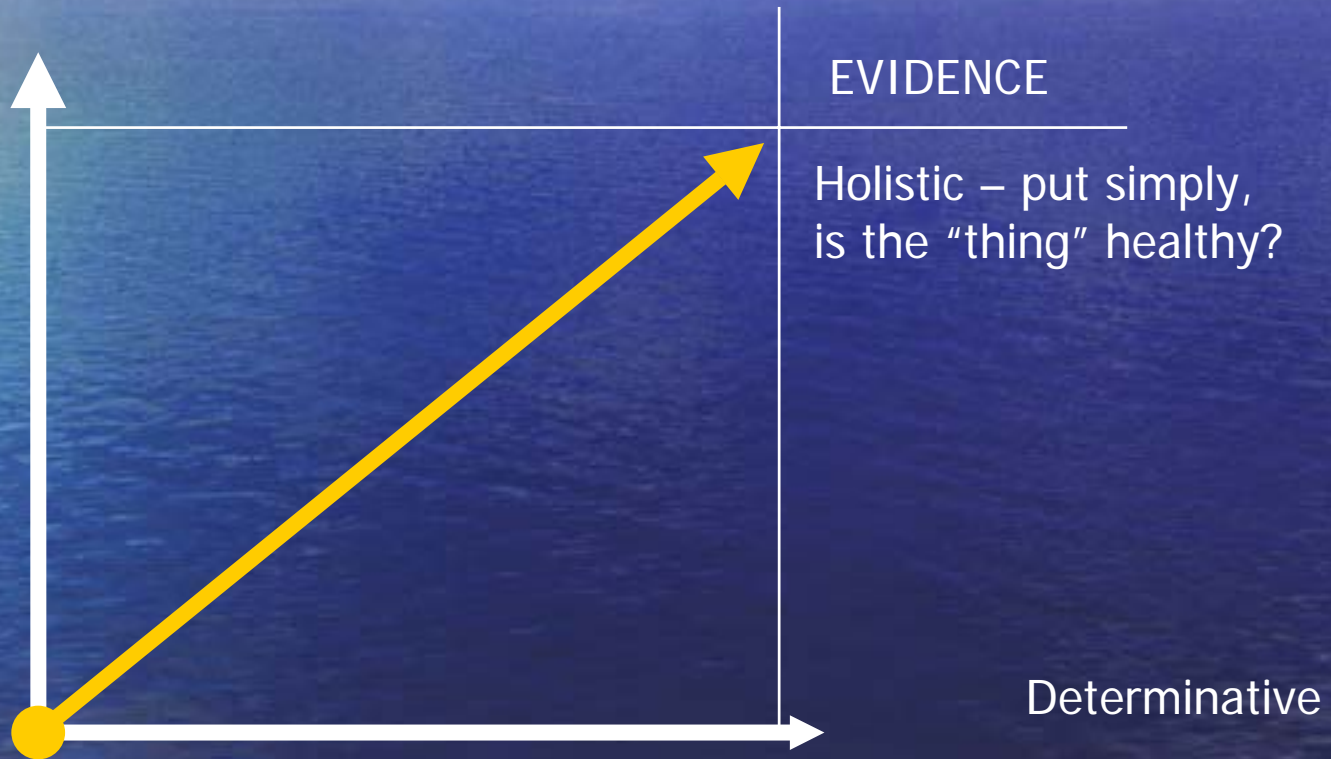 EVIDENCE
Holistic – put simply,
is the “thing” healthy?
Determinative